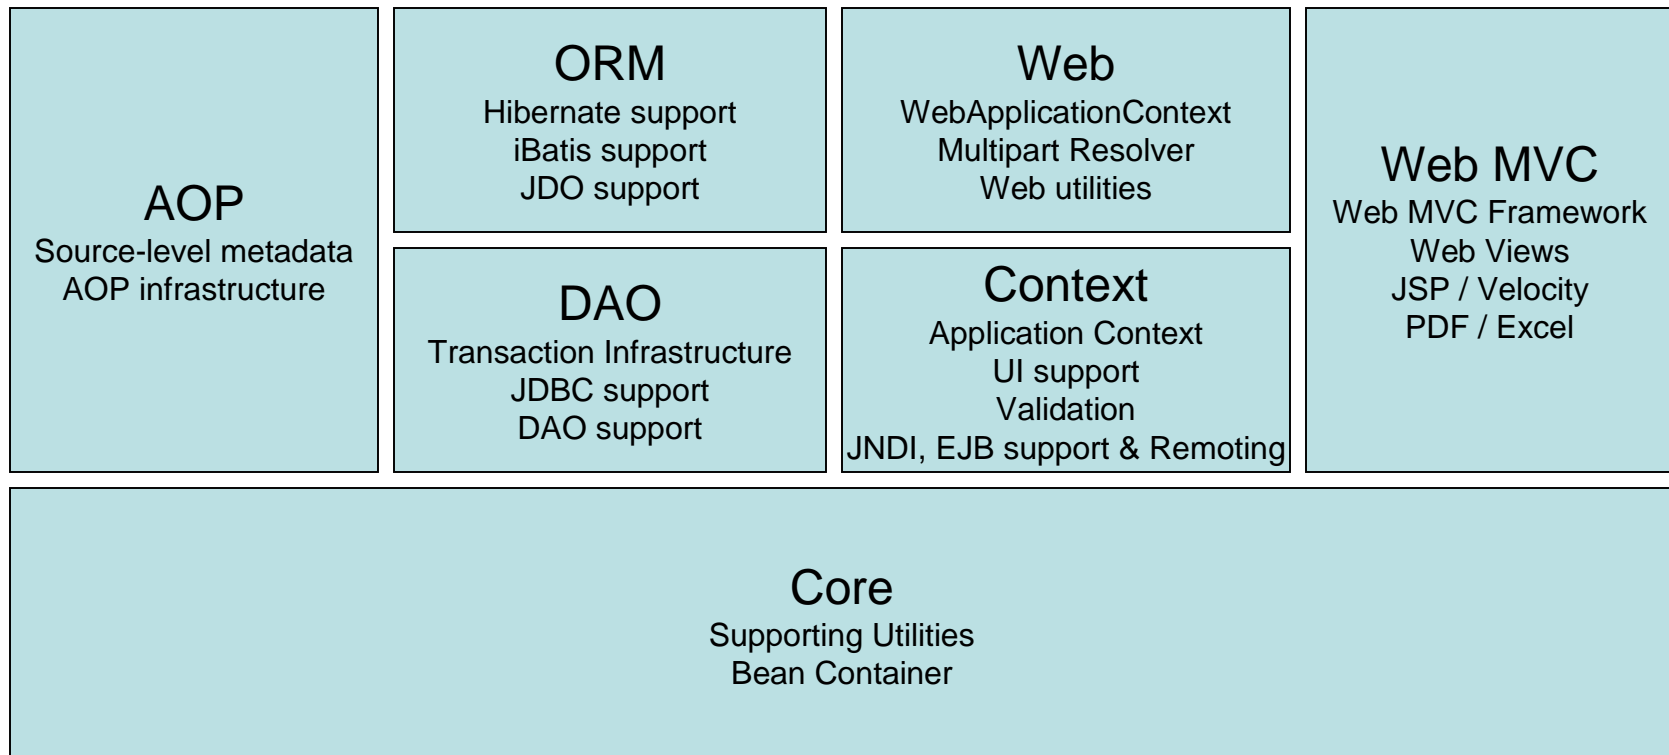 AOP
Source-level metadata
AOP infrastructure
ORM
Hibernate support
iBatis support
JDO support
DAO
Transaction Infrastructure
JDBC support
DAO support
Web
WebApplicationContext
Multipart Resolver
Web utilities
Context
Application Context
UI support
Validation
JNDI, EJB support & Remoting
Web MVC
Web MVC Framework
Web Views
JSP / Velocity
PDF / Excel
Core
Supporting Utilities
Bean Container